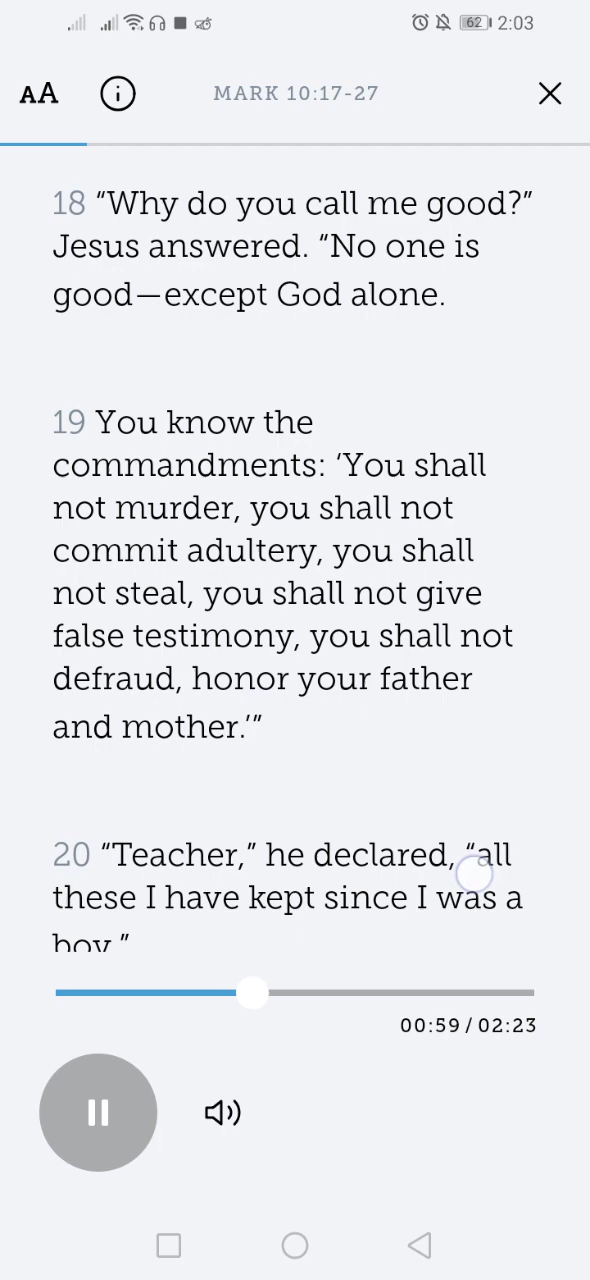 62 2:03
AA MARK 10:17-27
18 “Why do you call me good?”
Jesus answered. “No one is
good—except God alone.
19 You know the
commandments: ‘You shall
not murder, you shall not
commit adultery, you shall
not steal, you shall not give
false testimony, you shall not
defraud, honor your father
and mother.’”
20 “Teacher,” he declared, “all
these I have kept since I was a
boy.”
00:59 / 02:23